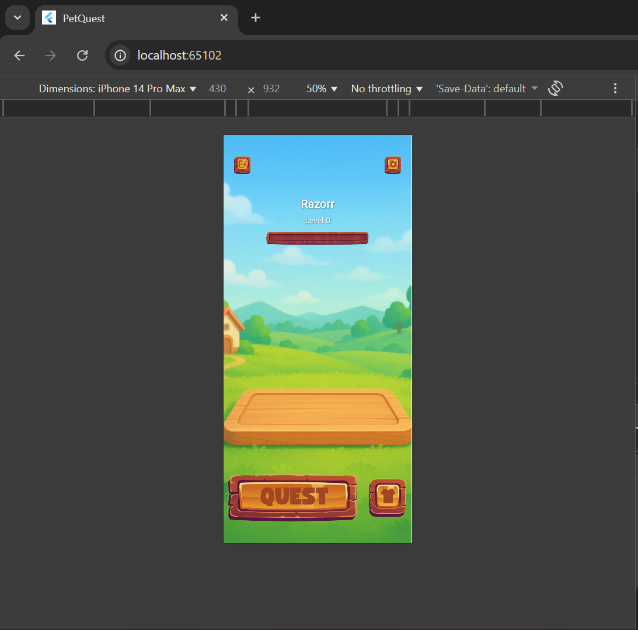 PetQuest
localhost:65102
Dimensions: iPhone 14 Pro Max 430 × 932 50% No throttling 'Save-Data': default
Razorr
Level 0
QUEST